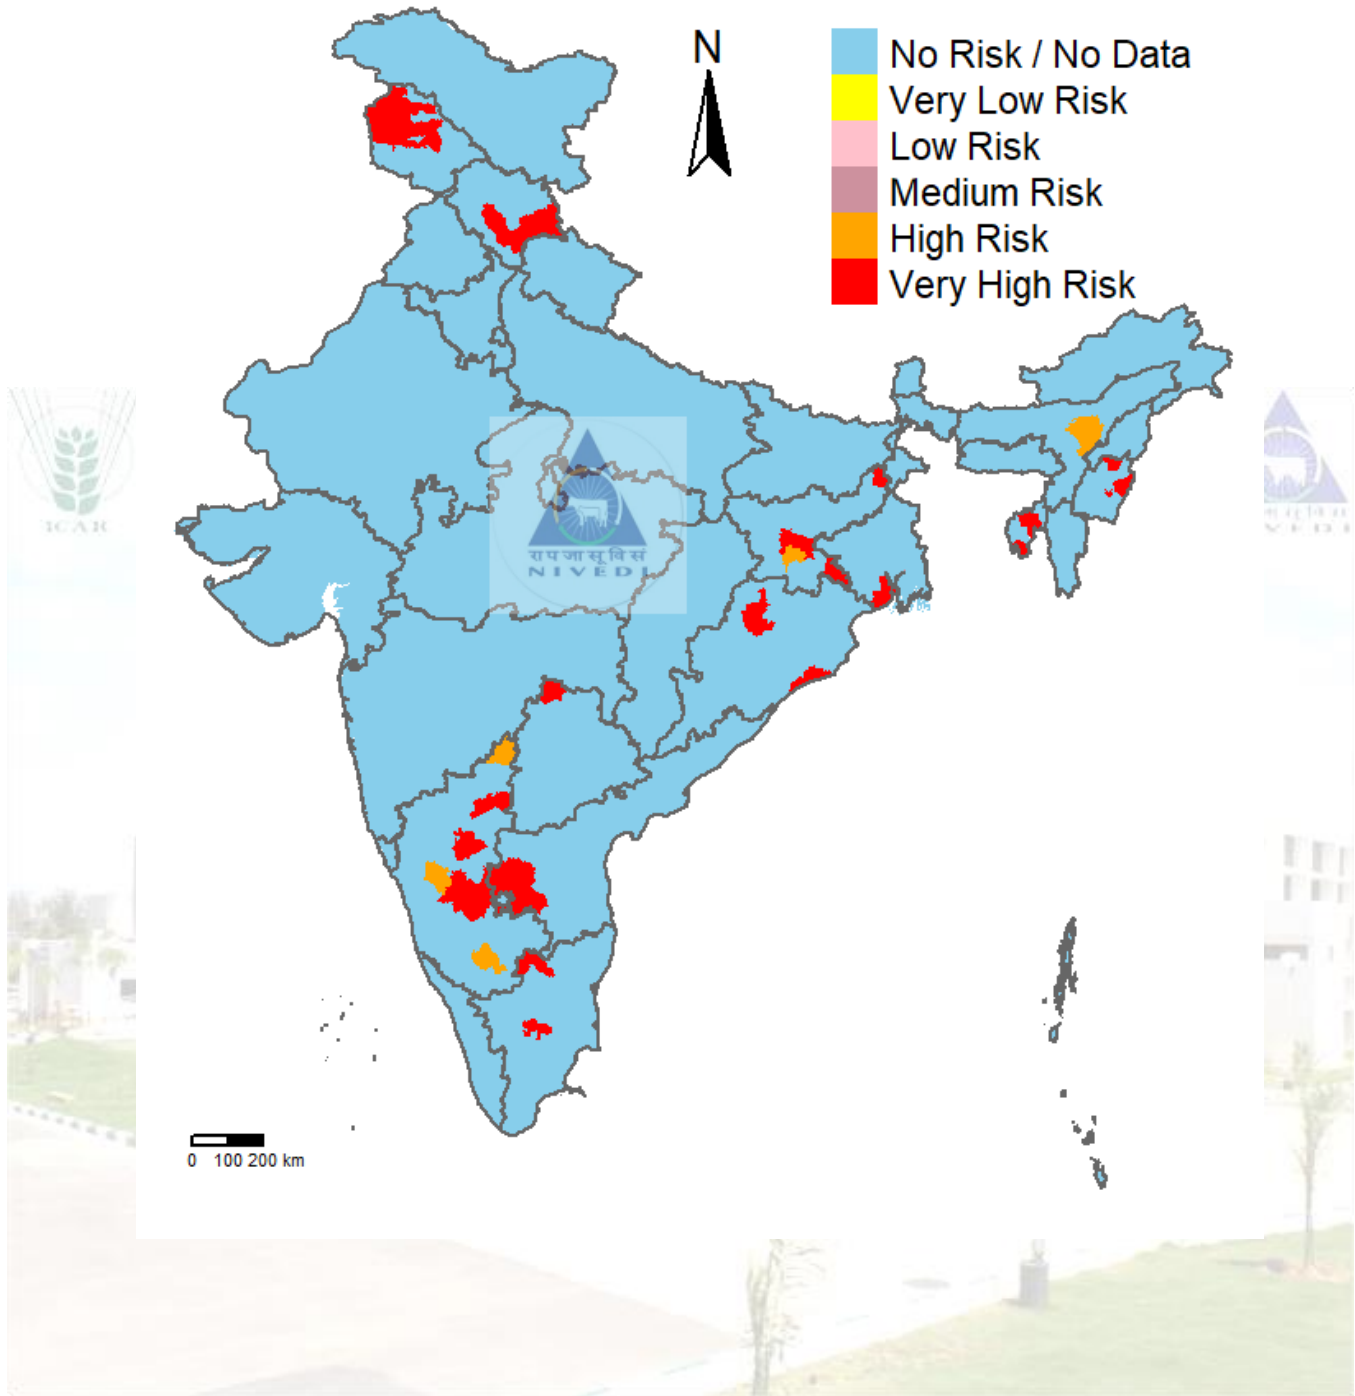 N
No Risk / No Data
Very Low Risk
Low Risk
Medium Risk
High Risk
Very High Risk
ICAR
रा प जा सू वि सं
NIVEDI
0 100 200 km